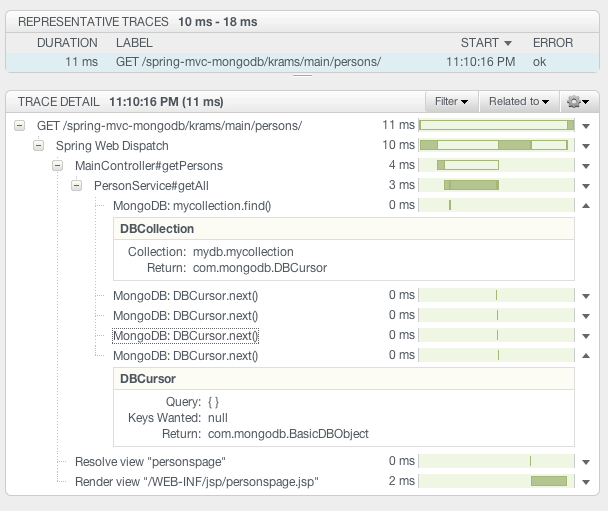 REPRESENTATIVE TRACES 10 ms - 18 ms
DURATION LABEL START ERROR
11 ms GET /spring-mvc-mongodb/krams/main/persons/ 11:10:16 PM ok
TRACE DETAIL 11:10:16 PM (11 ms) Filter Related to
GET /spring-mvc-mongodb/krams/main/persons/ 11 ms
Spring Web Dispatch 10 ms
MainController#getPersons 4 ms
PersonService#getAll 3 ms
MongoDB: mycollection.find() 0 ms
DBCollection
Collection: mydb.mycollection
Return: com.mongodb.DBCursor
MongoDB: DBCursor.next() 0 ms
MongoDB: DBCursor.next() 0 ms
MongoDB: DBCursor.next() 0 ms
MongoDB: DBCursor.next() 0 ms
DBCursor
Query: { }
Keys Wanted: null
Return: com.mongodb.BasicDBObject
Resolve view "personspage" 0 ms
Render view "/WEB-INF/jsp/personspage.jsp" 2 ms